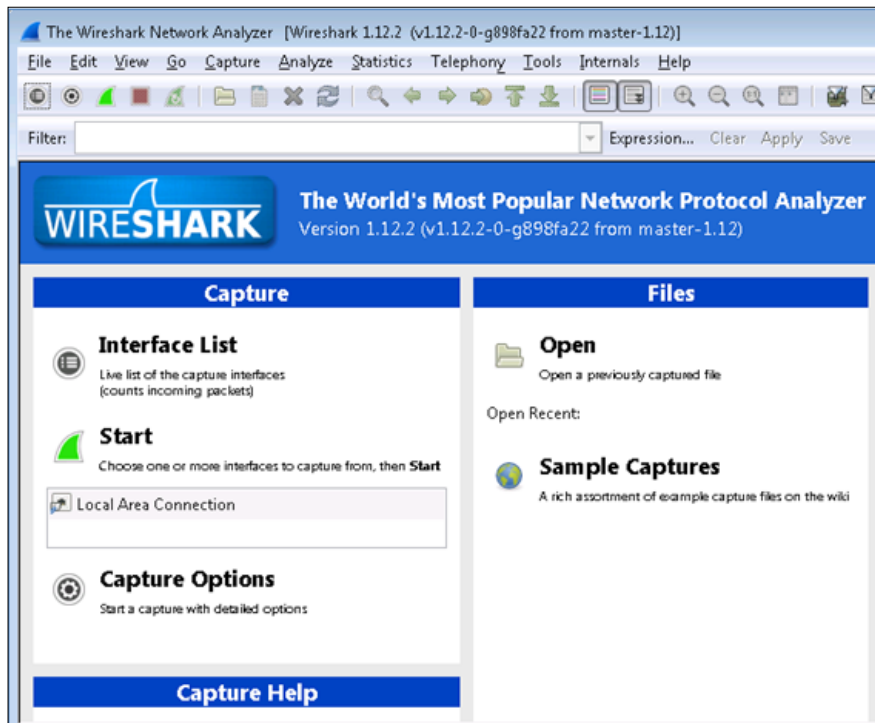 The Wireshark Network Analyzer [Wireshark 1.12.2 (v1.12.2-0-g898fa22 from master-1.12)]
File Edit View Go Capture Analyze Statistics Telephony Tools Internals Help
Filter: Expression... Clear Apply Save
WIRESHARK
The World's Most Popular Network Protocol Analyzer
Version 1.12.2 (v1.12.2-0-g898fa22 from master-1.12)
Capture
Interface List
Live list of the capture interfaces
(counts incoming packets)
Start
Choose one or more interfaces to capture from, then Start
Local Area Connection
Capture Options
Start a capture with detailed options
Capture Help
Files
Open
Open a previously captured file
Open Recent:
Sample Captures
A rich assortment of example capture files on the wiki